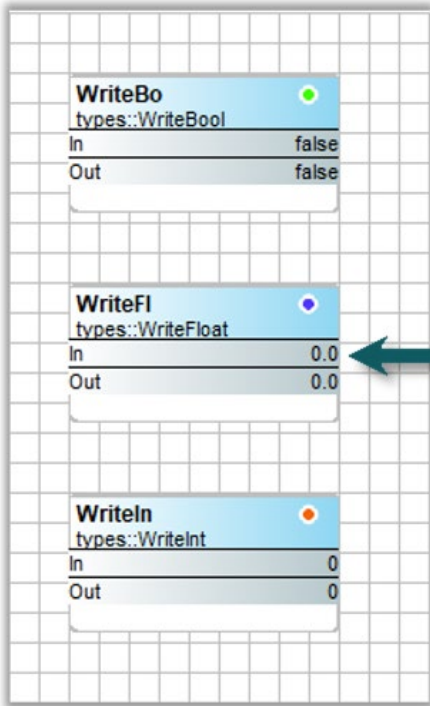 WriteBo
types::WriteBool
In false
Out false
WriteFl
types::WriteFloat
In 0.0
Out 0.0
WriteIn
types::WriteInt
In 0
Out 0